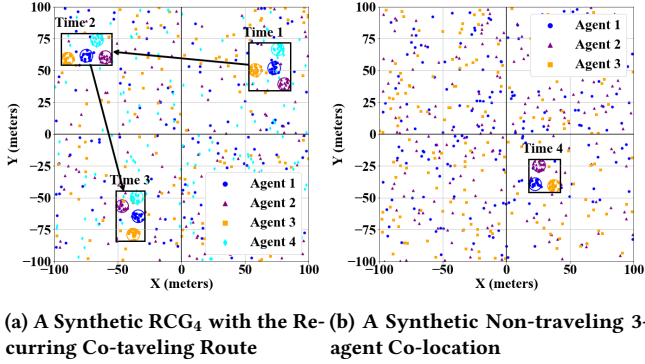 100
75
50
25
0
−25
−50
−75
−100
Y (meters)
Time 2
Time 1
Time 3
Agent 1
Agent 2
Agent 3
Agent 4
−100
−50
0
50
100
X (meters)
100
75
50
25
0
−25
−50
−75
−100
Y (meters)
Agent 1
Agent 2
Agent 3
Time 4
−100
−50
0
50
100
X (meters)
(a) A Synthetic RCG4 with the Re-
curring Co-taveling Route
(b) A Synthetic Non-traveling 3-
agent Co-location